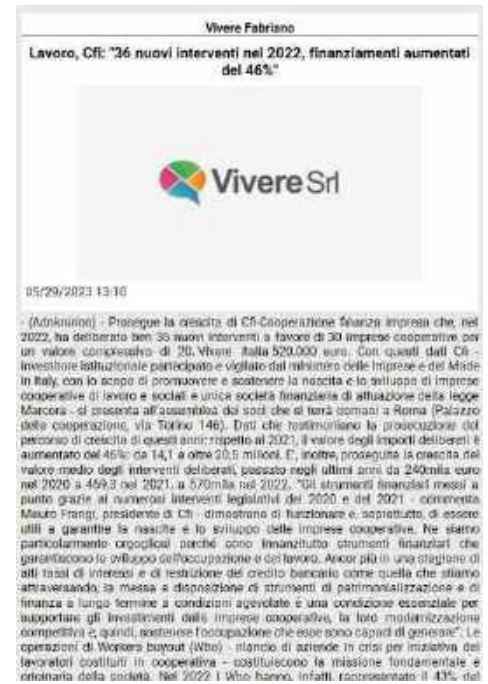 Vivere Fabriano
Lavoro, Cfi: "36 nuovi interventi nel 2022, finanziamenti aumentati
del 46%"
Vivere Srl
05/29/2023 13:10
- (Adnkronos) - Prosegue la crescita di Cfi-Cooperazione finanza impresa che, nel
2022, ha deliberato ben 36 nuovi interventi a favore di 30 imprese cooperative per
un valore complessivo di 20. Vivere Italia 520.000 euro. Con questi dati Cfi -
investitore istituzionale partecipato e vigilato dal ministero delle Imprese e del Made
in Italy, con lo scopo di promuovere e sostenere la nascita e lo sviluppo di imprese
cooperative di lavoro e sociali e unica società finanziaria di attuazione della legge
Marcora - si presenta all'assemblea dei soci che si terrà domani a Roma (Palazzo
della cooperazione, via Torino 146). Dati che testimoniano la prosecuzione del
percorso di crescita di questi anni: rispetto al 2021, il valore degli importi deliberati è
aumentato del 46%: da 14,1 a oltre 20,5 milioni. E', inoltre, proseguita la crescita del
valore medio degli interventi deliberati, passato negli ultimi anni da 240mila euro
nel 2020 a 469,3 nel 2021, a 570mila nel 2022. "Gli strumenti finanziari messi a
punto grazie ai numerosi interventi legislativi del 2020 e del 2021 - commenta
Mauro Frangi, presidente di Cfi - dimostrano di funzionare e, soprattutto, di essere
utili a garantire la nascita e lo sviluppo delle imprese cooperative. Ne siamo
particolarmente orgogliosi perché sono innanzitutto strumenti finanziari che
garantiscono lo sviluppo dell'occupazione e del lavoro. Ancor più in una stagione di
alti tassi di interessi e di restrizione del credito bancario come quella che stiamo
attraversando, la messa a disposizione di strumenti di patrimonializzazione e di
finanza a lungo termine a condizioni agevolate è una condizione essenziale per
supportare gli investimenti delle imprese cooperative, la loro modernizzazione
competitiva e, quindi, sostenere l'occupazione che esse sono capaci di generare". Le
operazioni di Workers buyout (Wbo) - rilancio di aziende in crisi per iniziativa dei
lavoratori costituiti in cooperativa - costituiscono la missione fondamentale e
originaria della società. Nel 2022 i Wbo hanno, infatti, rappresentato il 43% del